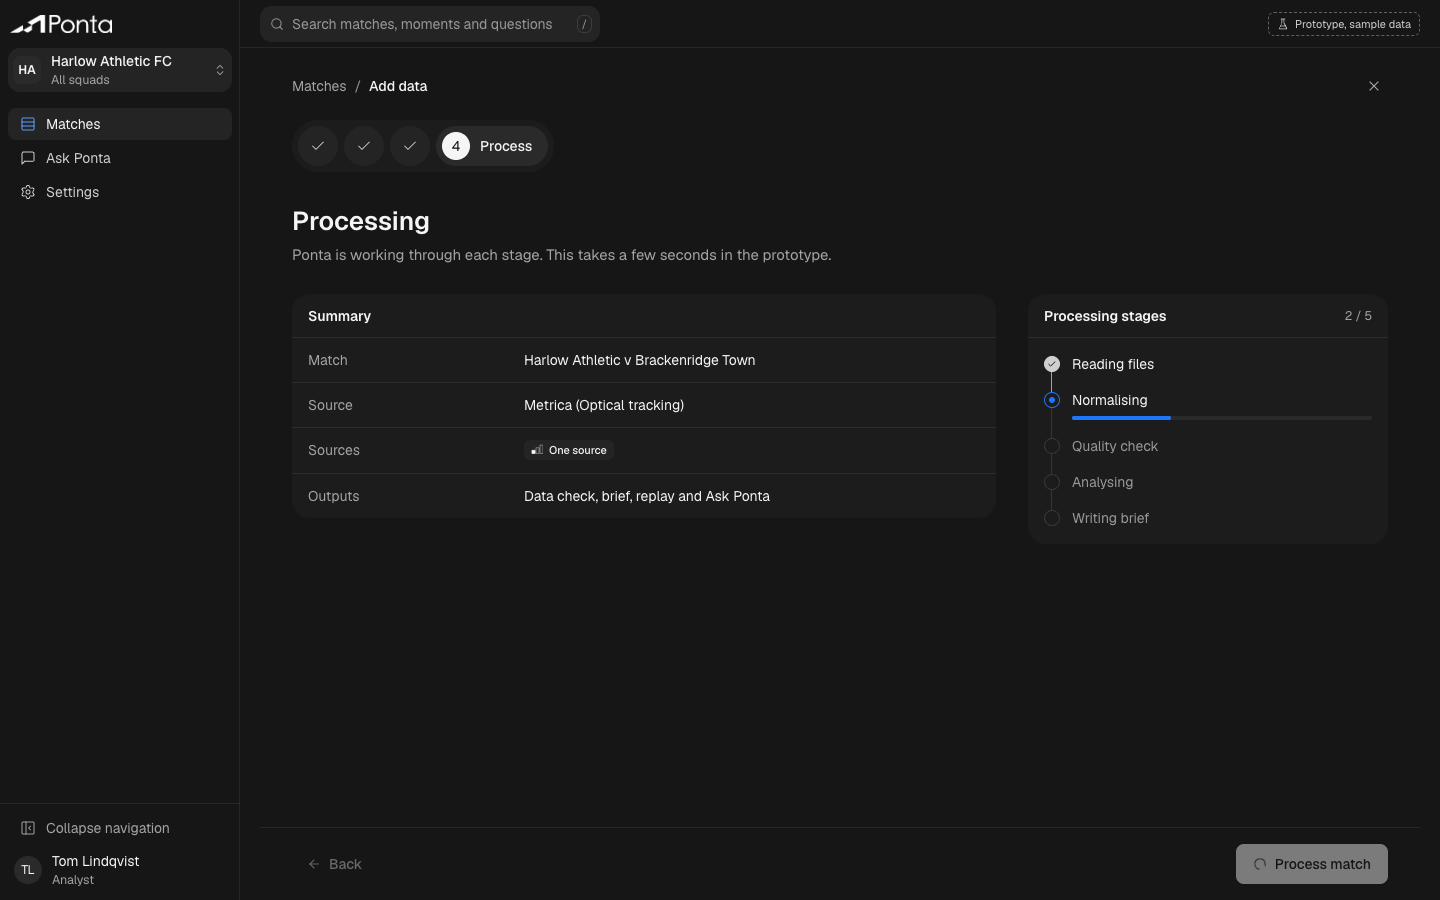 Ponta
HA
Harlow Athletic FC
All squads
Matches
Ask Ponta
Settings
Collapse navigation
TL
Tom Lindqvist
Analyst
Search matches, moments and questions
/
Prototype, sample data
Matches / Add data
4 Process
Processing
Ponta is working through each stage. This takes a few seconds in the prototype.
Summary
Match Harlow Athletic v Brackenridge Town
Source Metrica (Optical tracking)
Sources One source
Outputs Data check, brief, replay and Ask Ponta
Processing stages 2 / 5
Reading files
Normalising
Quality check
Analysing
Writing brief
Back
Process match